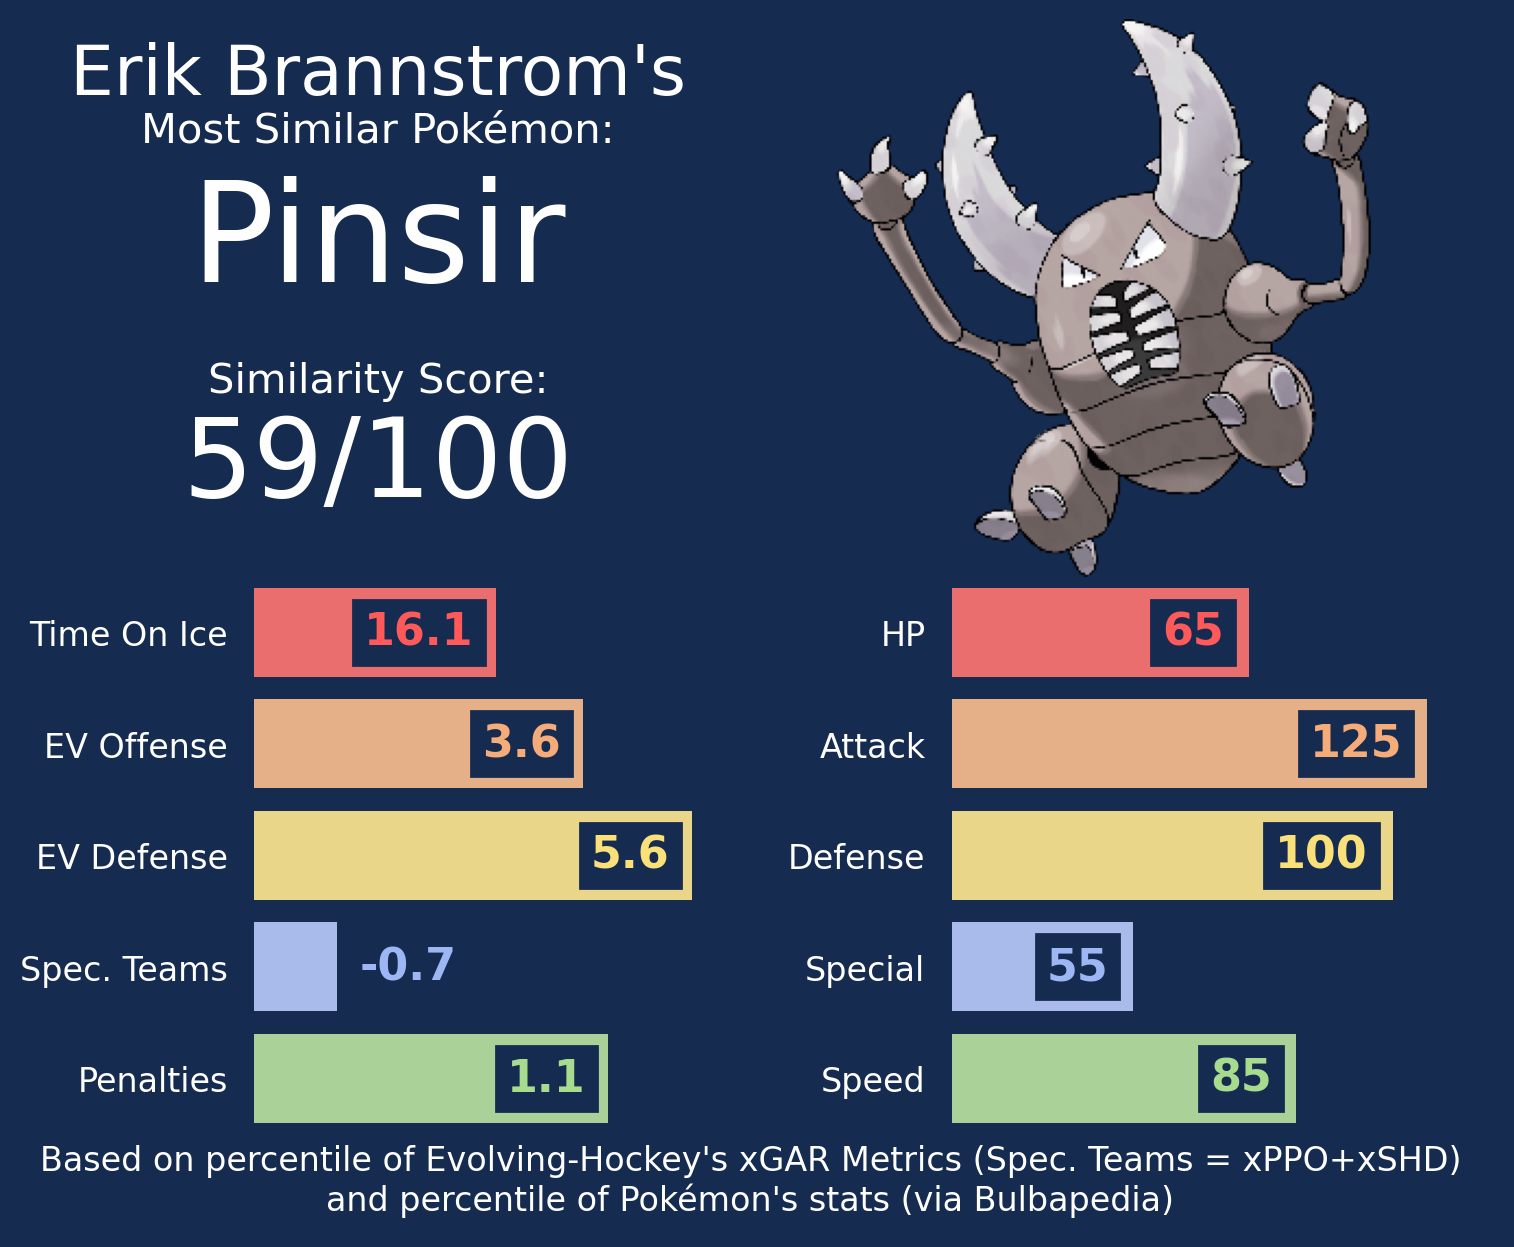 Erik Brannstrom's
Most Similar Pokémon:
Pinsir
Similarity Score:
59/100
Time On Ice 16.1
EV Offense 3.6
EV Defense 5.6
Spec. Teams -0.7
Penalties 1.1
HP 65
Attack 125
Defense 100
Special 55
Speed 85
Based on percentile of Evolving-Hockey's xGAR Metrics (Spec. Teams = xPPO+xSHD)
and percentile of Pokémon's stats (via Bulbapedia)